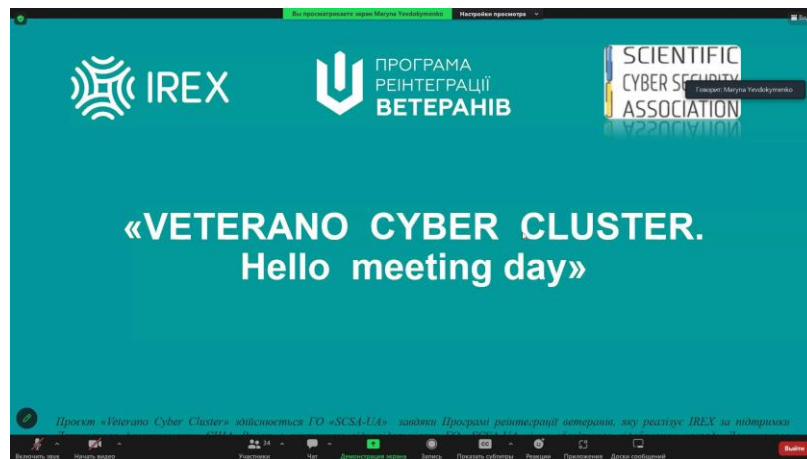 Вы просматриваете экран Maryna Yevdokymenko Настройки просмотра
IREX
ПРОГРАМА
РЕІНТЕГРАЦІЇ
ВЕТЕРАНІВ
SCIENTIFIC
CYBER
ASSOCIATION
Говорит: Maryna Yevdokymenko
«VETERANO CYBER CLUSTER.
Hello meeting day»
Проєкт «Veterano Cyber Cluster» здійснюється ГО «SCSA-UA» завдяки Програмі реінтеграції ветеранів, яку реалізує IREX за підтримки
34
Включить звук Начать видео Участники Чат Демонстрация экрана Запись Показать субтитры Реакции Приложения Доски сообщений Выйти